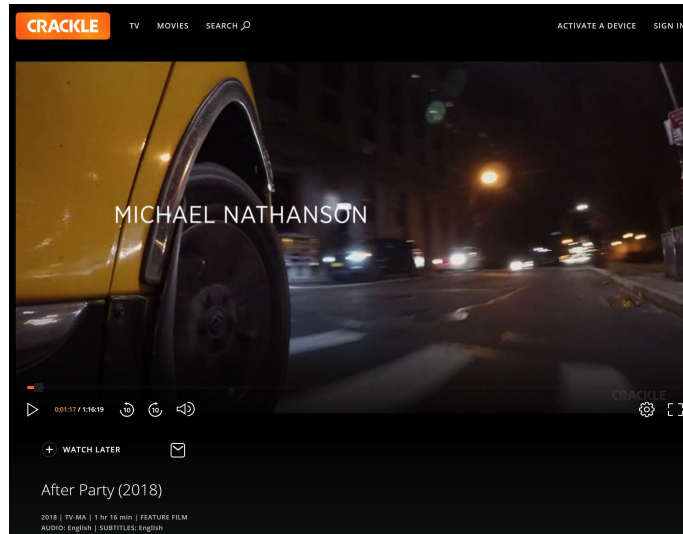 CRACKLE
TV MOVIES SEARCH ACTIVATE A DEVICE SIGN IN
MICHAEL NATHANSON
CRACKLE
0:01:17 / 1:16:19 10 10
WATCH LATER
After Party (2018)
2018 | TV-MA | 1 hr 16 min | FEATURE FILM
AUDIO: English | SUBTITLES: English